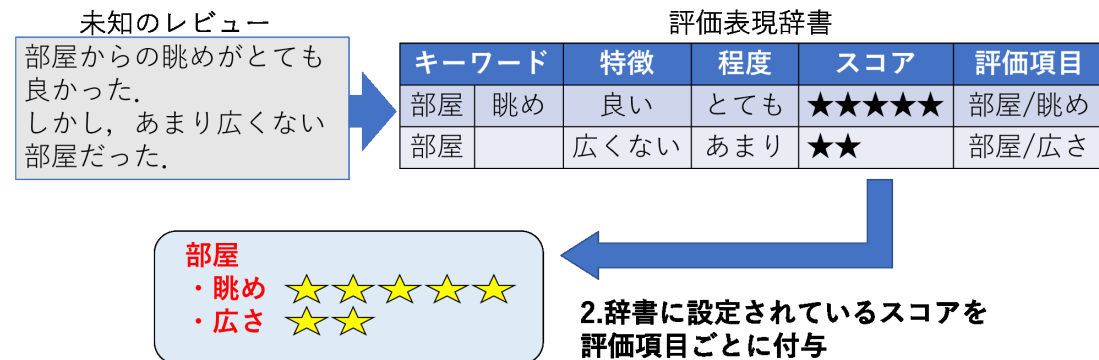 未知のレビュー
部屋からの眺めがとても
良かった.
しかし，あまり広くない
部屋だった.
評価表現辞書
キーワード 特徴 程度 スコア 評価項目
部屋 眺め 良い とても ★★★★★ 部屋/眺め
部屋 広くない あまり ★★ 部屋/広さ
部屋
・眺め
・広さ
2.辞書に設定されているスコアを
評価項目ごとに付与